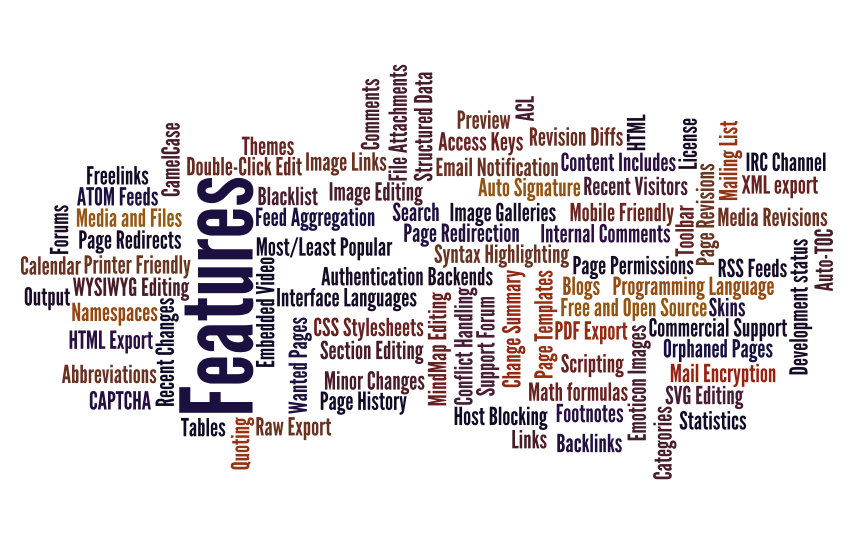 Comments
File Attachments
Structured Data
ACL
Preview
Access Keys
Revision Diffs
HTML
License
Mailing List
CamelCase
Themes
Double-Click Edit
Image Links
Email Notification
Content Includes
IRC Channel
Freelinks
ATOM Feeds
Blacklist
Image Editing
Auto Signature
Recent Visitors
XML export
Forums
Media and Files
Features
Feed Aggregation
Search
Image Galleries
Mobile Friendly
Toolbar
Page Revisions
Media Revisions
Page Redirects
Most/Least Popular
Page Redirection
Internal Comments
Auto-TOC
Calendar
Printer Friendly
Embedded Video
Syntax Highlighting
Page Permissions
RSS Feeds
Development status
WYSIWYG Editing
Authentication Backends
Blogs
Programming Language
Output
Interface Languages
Namespaces
Recent Changes
MindMap Editing
Conflict Handling
Support Forum
Change Summary
Page Templates
Free and Open Source
Skins
HTML Export
Wanted Pages
CSS Stylesheets
PDF Export
Commercial Support
Section Editing
Orphaned Pages
Abbreviations
Minor Changes
Scripting
Emoticon Images
Mail Encryption
CAPTCHA
Page History
Math formulas
SVG Editing
Tables
Quoting
Raw Export
Host Blocking
Footnotes
Categories
Statistics
Links
Backlinks